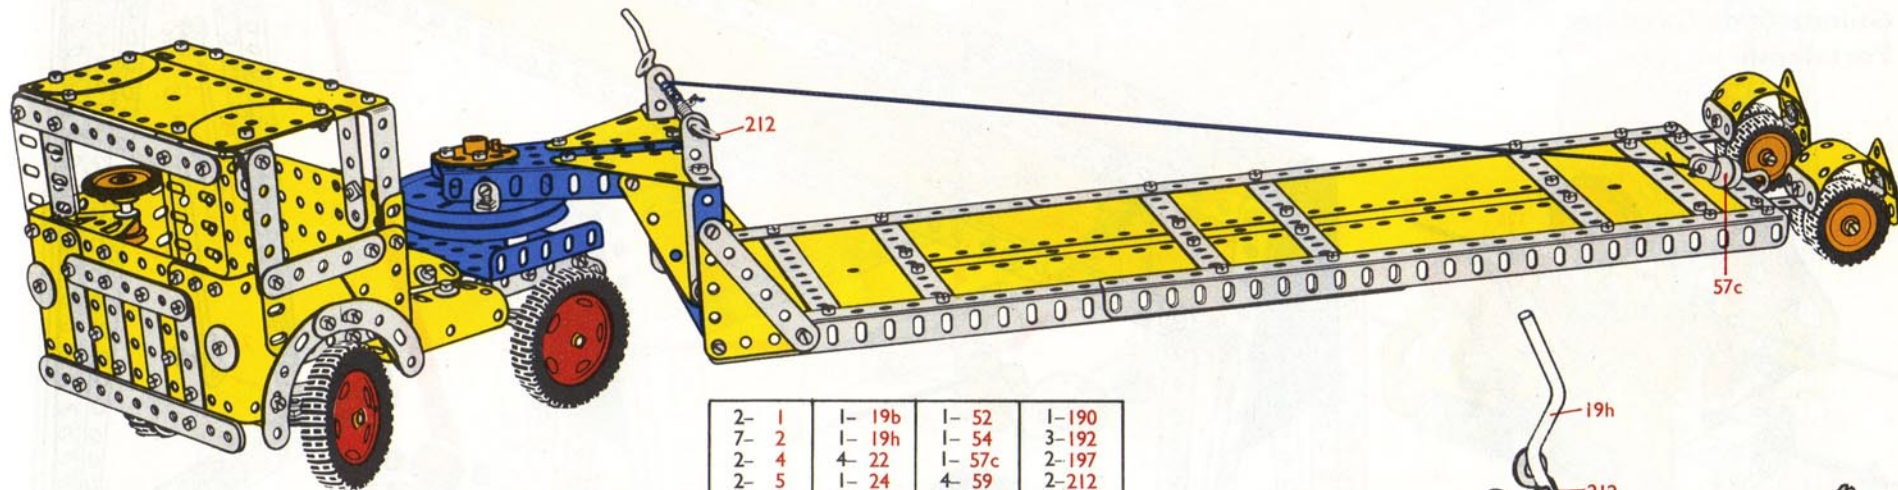 212
57c
2- 1 1- 19b 1- 52 1-190
7- 2 1- 19h 1- 54 3-192
2- 4 4- 22 1- 57c 2-197
2- 5 1- 24 4- 59 2-212
19h
212